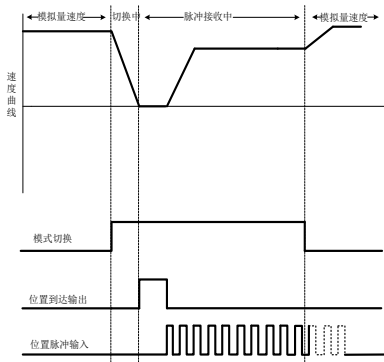 模拟量速度
切换中
脉冲接收中
模拟量速度
速度曲线
模式切换
位置到达输出
位置脉冲输入